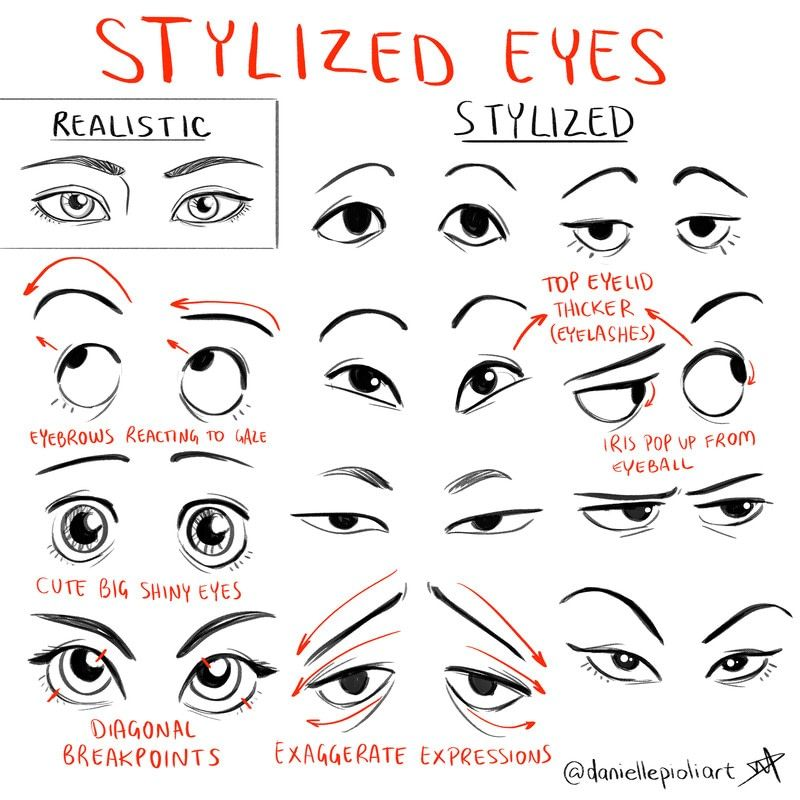 STYLIZED EYES
REALISTIC
STYLIZED
TOP EYELID
THICKER
(EYELASHES)
EYEBROWS REACTING TO GAZE
IRIS POP UP FROM
EYEBALL
CUTE BIG SHINY EYES
DIAGONAL
BREAKPOINTS
EXAGGERATE EXPRESSIONS
@daniellepioliart